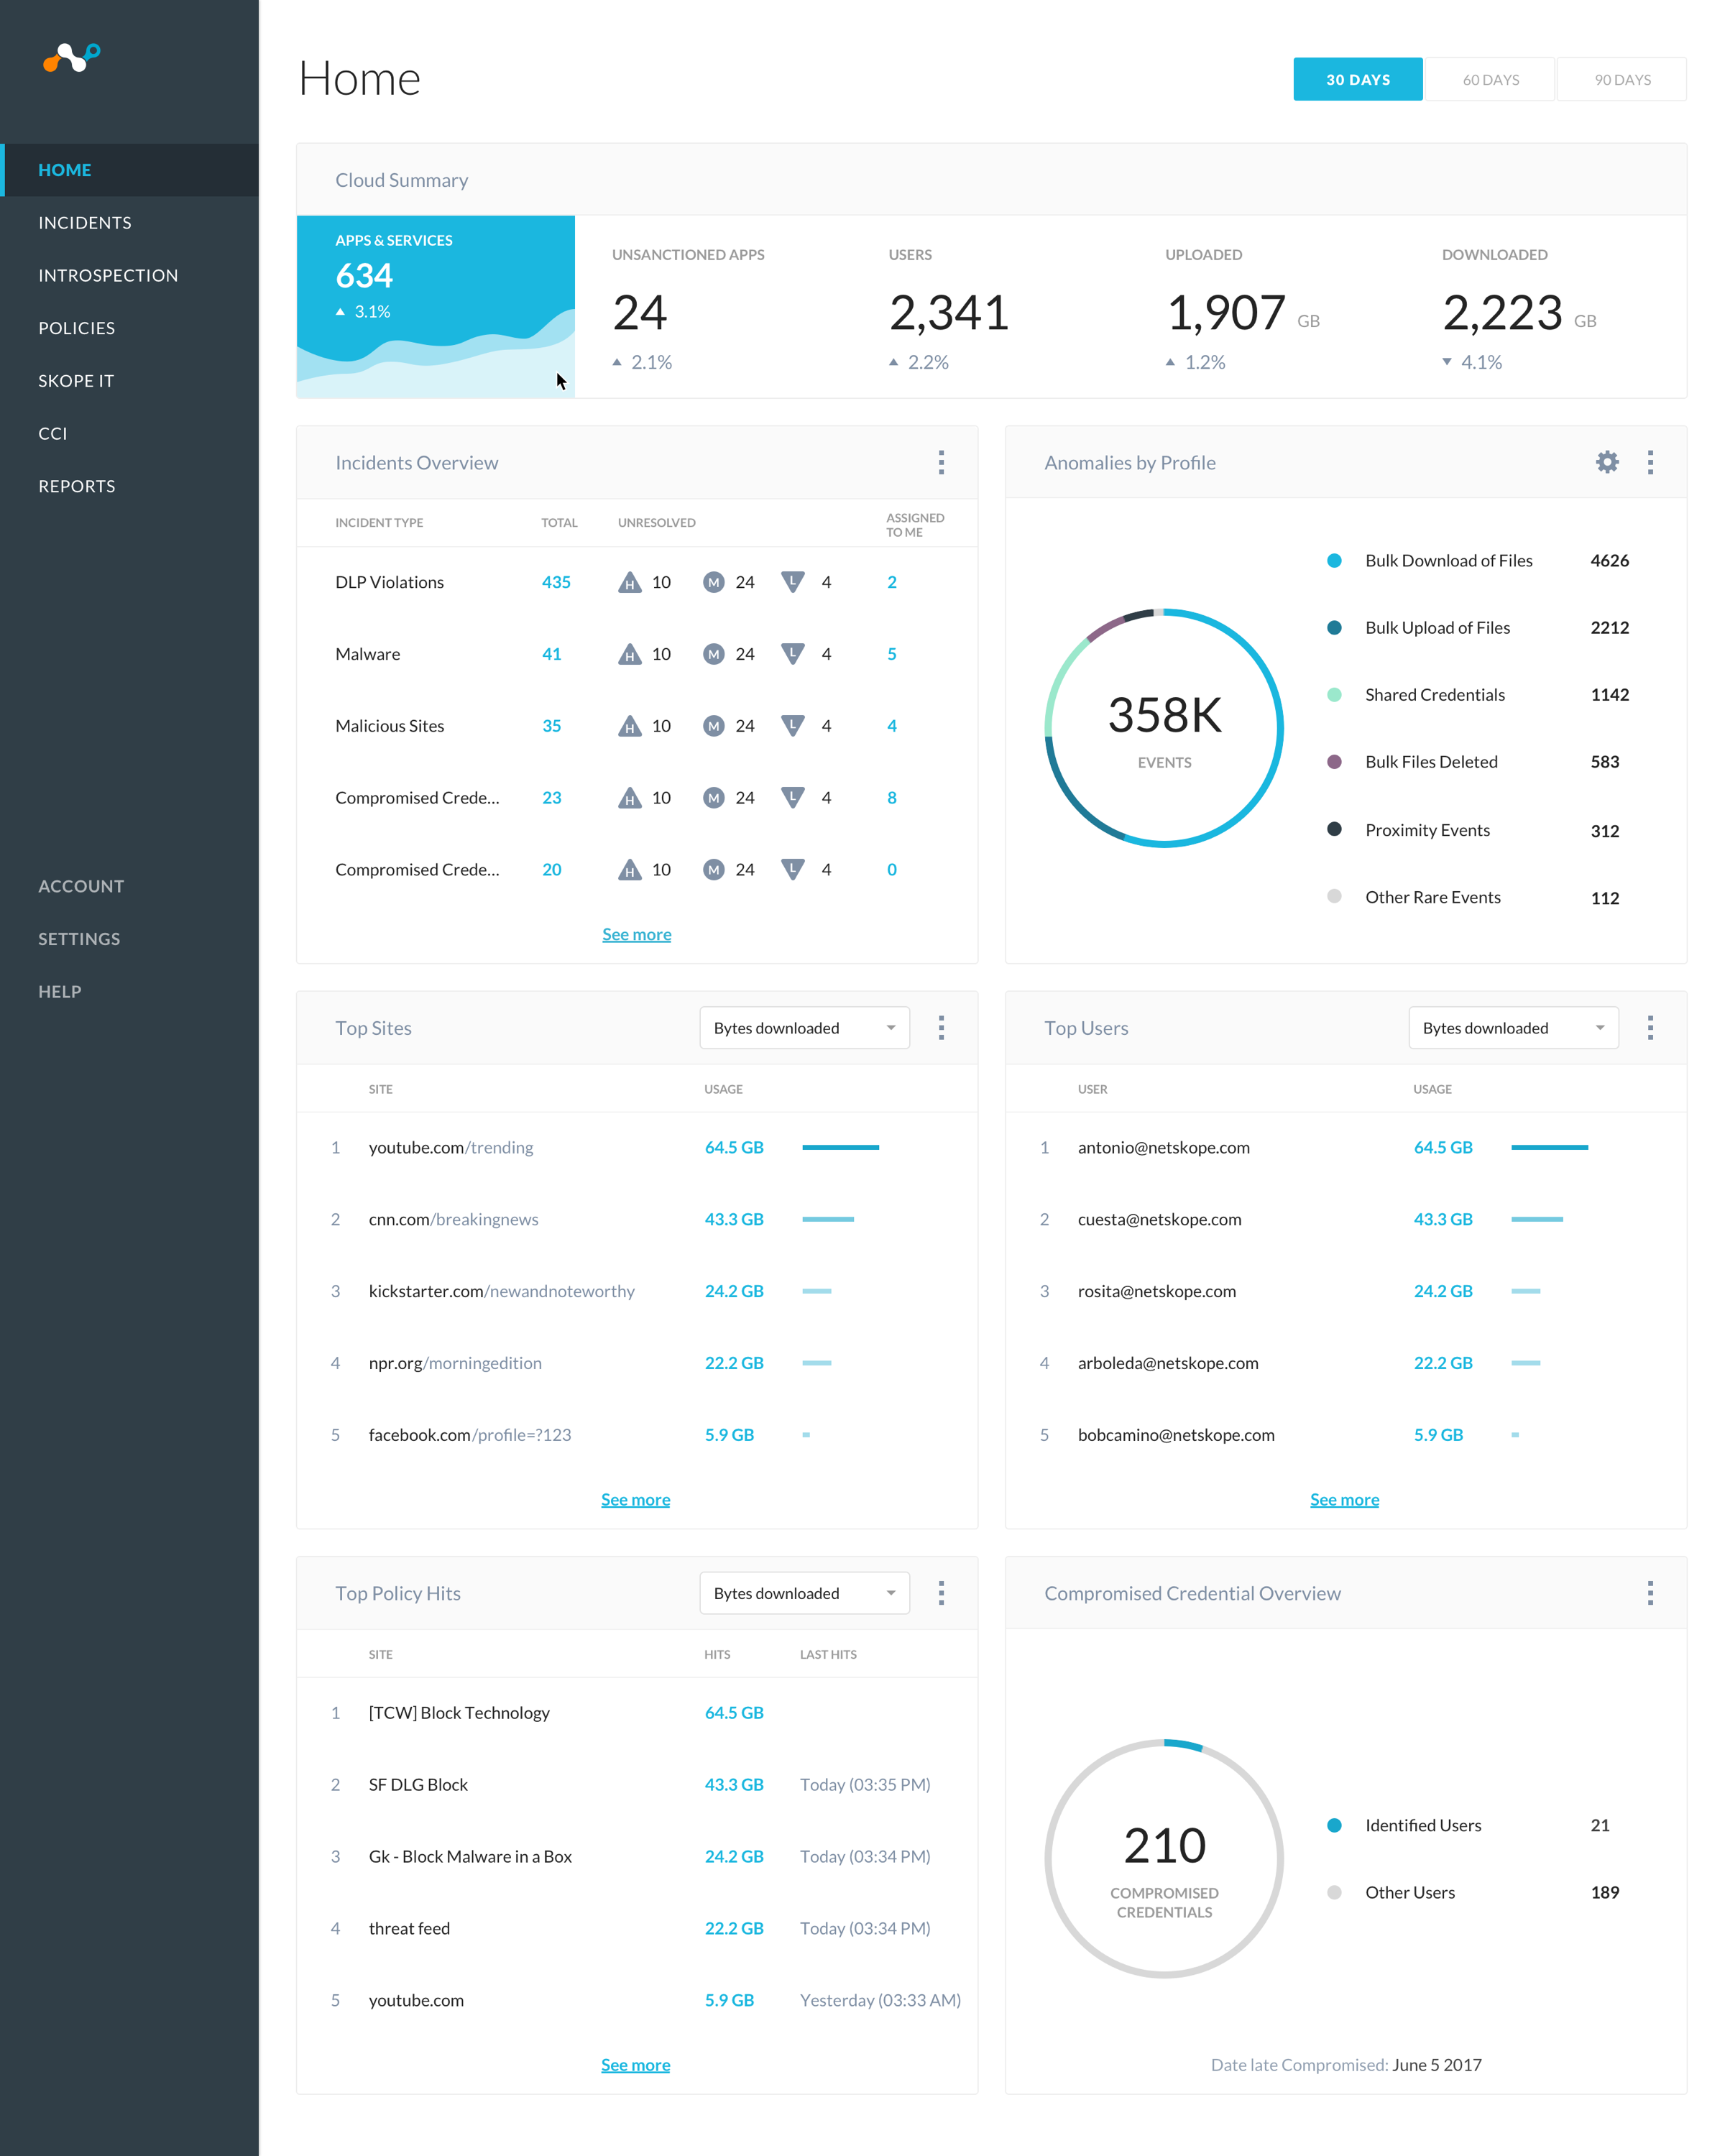 Home
30 DAYS 60 DAYS 90 DAYS
HOME
INCIDENTS
INTROSPECTION
POLICIES
SKOPE IT
CCI
REPORTS
ACCOUNT
SETTINGS
HELP
Cloud Summary
APPS & SERVICES
634
3.1%
UNSANCTIONED APPS
24
2.1%
USERS
2,341
2.2%
UPLOADED
1,907 GB
1.2%
DOWNLOADED
2,223 GB
4.1%
Incidents Overview
INCIDENT TYPE TOTAL UNRESOLVED ASSIGNED
TO ME
DLP Violations 435 H 10 M 24 L 4 2
Malware 41 H 10 M 24 L 4 5
Malicious Sites 35 H 10 M 24 L 4 4
Compromised Crede... 23 H 10 M 24 L 4 8
Compromised Crede... 20 H 10 M 24 L 4 0
See more
Anomalies by Profile
358K
EVENTS
Bulk Download of Files 4626
Bulk Upload of Files 2212
Shared Credentials 1142
Bulk Files Deleted 583
Proximity Events 312
Other Rare Events 112
Top Sites Bytes downloaded
SITE USAGE
1 youtube.com/trending 64.5 GB
2 cnn.com/breakingnews 43.3 GB
3 kickstarter.com/newandnoteworthy 24.2 GB
4 npr.org/morningedition 22.2 GB
5 facebook.com/profile=?123 5.9 GB
See more
Top Users Bytes downloaded
USER USAGE
1 antonio@netskope.com 64.5 GB
2 cuesta@netskope.com 43.3 GB
3 rosita@netskope.com 24.2 GB
4 arboleda@netskope.com 22.2 GB
5 bobcamino@netskope.com 5.9 GB
See more
Top Policy Hits Bytes downloaded
SITE HITS LAST HITS
1 [TCW] Block Technology 64.5 GB
2 SF DLG Block 43.3 GB Today (03:35 PM)
3 Gk - Block Malware in a Box 24.2 GB Today (03:34 PM)
4 threat feed 22.2 GB Today (03:34 PM)
5 youtube.com 5.9 GB Yesterday (03:33 AM)
See more
Compromised Credential Overview
210
COMPROMISED
CREDENTIALS
Identified Users 21
Other Users 189
Date late Compromised: June 5 2017